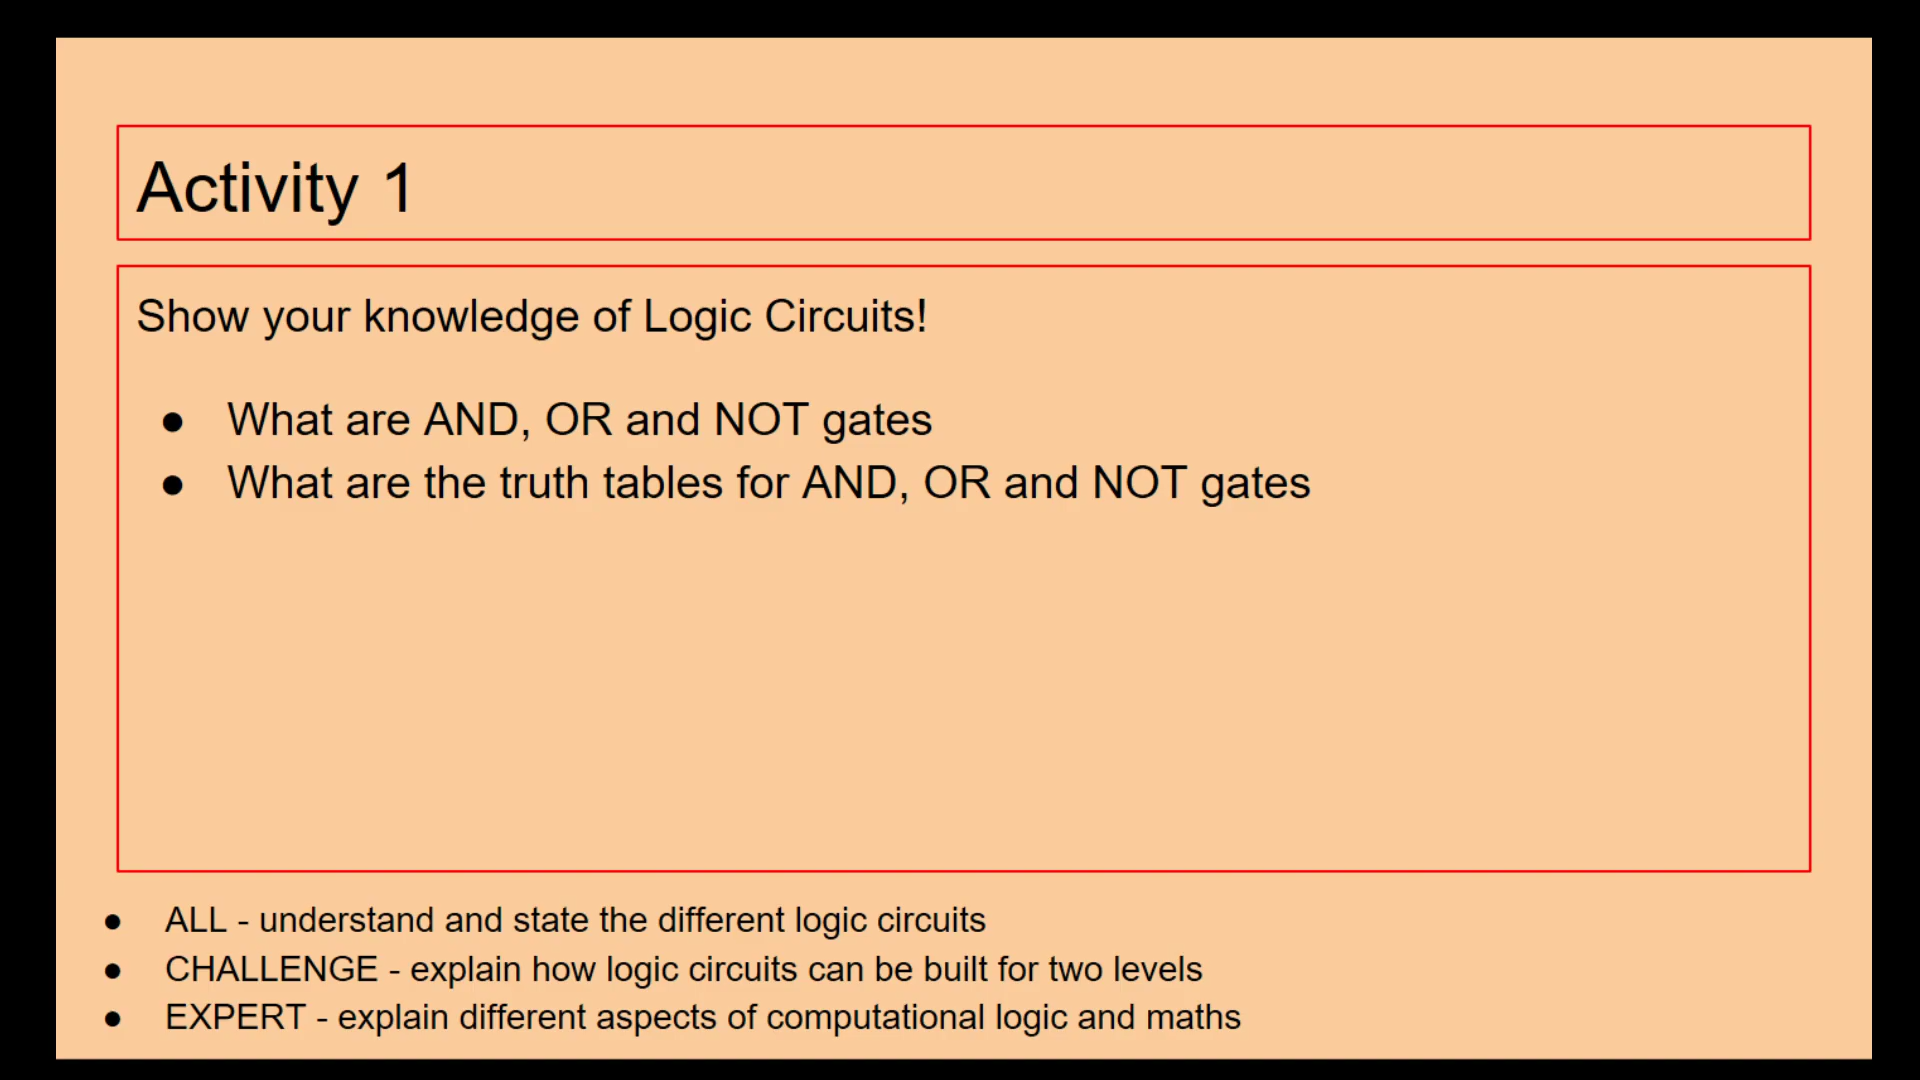 Activity 1
Show your knowledge of Logic Circuits!
● What are AND, OR and NOT gates
● What are the truth tables for AND, OR and NOT gates
● ALL - understand and state the different logic circuits
● CHALLENGE - explain how logic circuits can be built for two levels
● EXPERT - explain different aspects of computational logic and maths